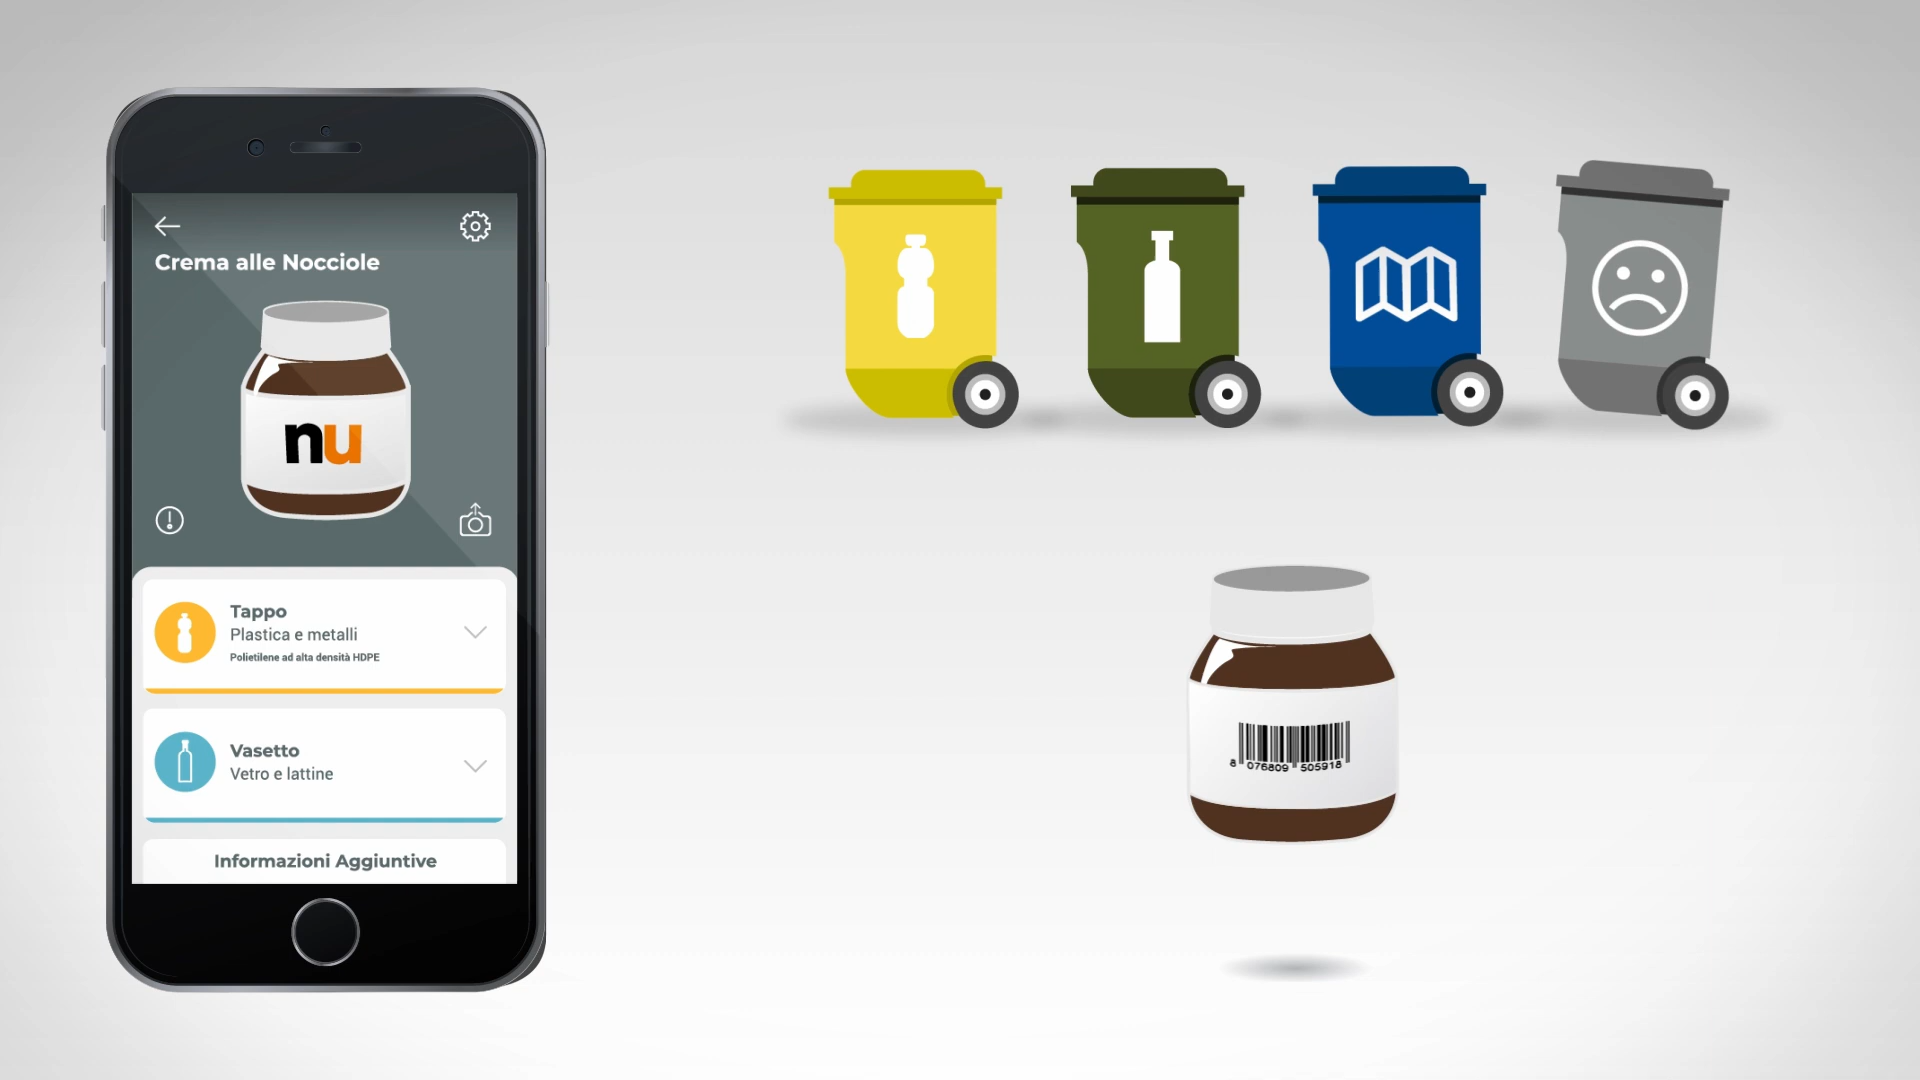 Crema alle Nocciole
nu
Tappo
Plastica e metalli
Polietilene ad alta densità HDPE
Vasetto
Vetro e lattine
Informazioni Aggiuntive
8 076809 505918